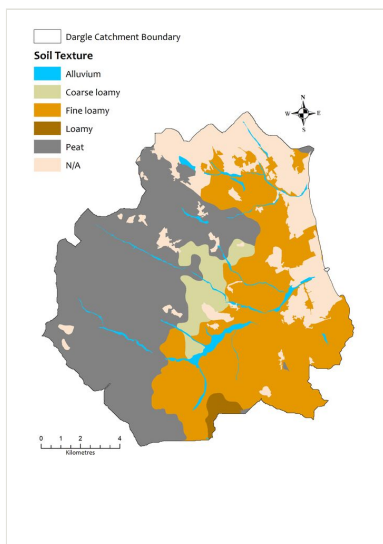 Dargle Catchment Boundary
Soil Texture
Alluvium
Coarse loamy
Fine loamy
Loamy
Peat
N/A
N
W E
S
0 1 2 4
Kilometres